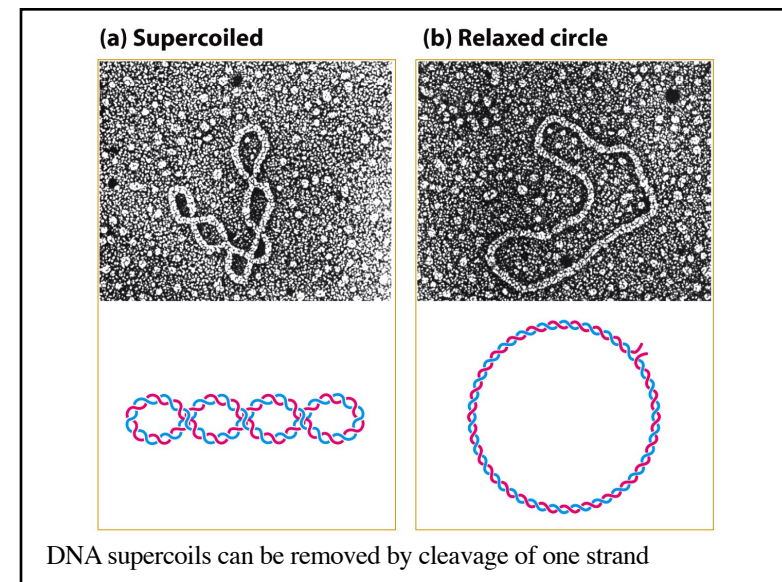 (a) Supercoiled
(b) Relaxed circle
DNA supercoils can be removed by cleavage of one strand